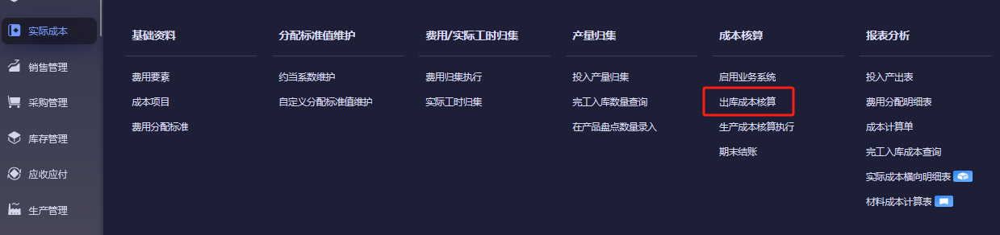 实际成本
销售管理
采购管理
库存管理
应收应付
生产管理
基础资料
费用要素
成本项目
费用分配标准
分配标准值维护
约当系数维护
自定义分配标准值维护
费用/实际工时归集
费用归集执行
实际工时归集
产量归集
投入产量归集
完工入库数量查询
在产品盘点数量录入
成本核算
启用业务系统
出库成本核算
生产成本核算执行
期末结账
报表分析
投入产出表
费用分配明细表
成本计算单
完工入库成本查询
实际成本横向明细表
材料成本计算表